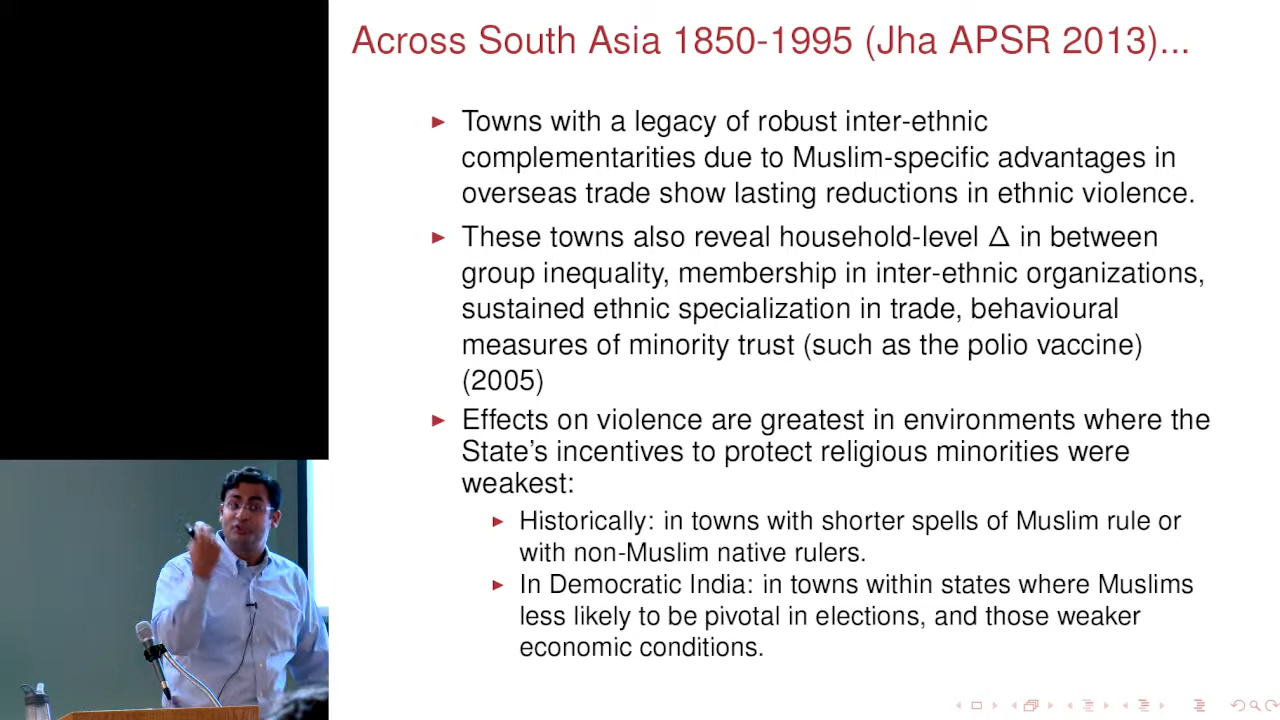 Across South Asia 1850-1995 (Jha APSR 2013)...
Towns with a legacy of robust inter-ethnic
complementarities due to Muslim-specific advantages in
overseas trade show lasting reductions in ethnic violence.
These towns also reveal household-level Δ in between
group inequality, membership in inter-ethnic organizations,
sustained ethnic specialization in trade, behavioural
measures of minority trust (such as the polio vaccine)
(2005)
Effects on violence are greatest in environments where the
State's incentives to protect religious minorities were
weakest:
Historically: in towns with shorter spells of Muslim rule or
with non-Muslim native rulers.
In Democratic India: in towns within states where Muslims
less likely to be pivotal in elections, and those weaker
economic conditions.